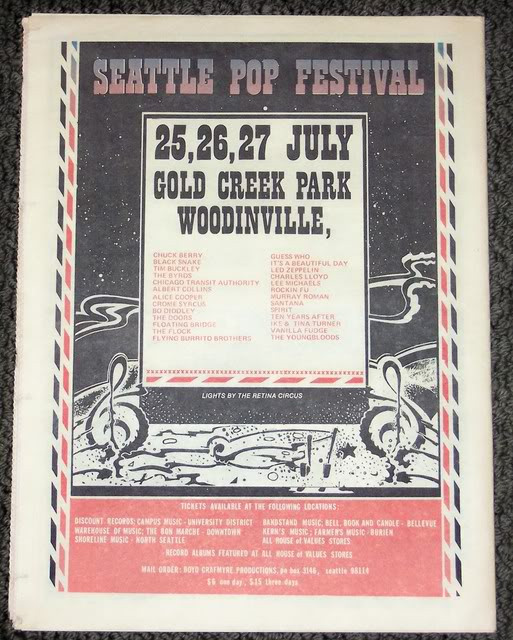 SEATTLE POP FESTIVAL
25,26,27 JULY
GOLD CREEK PARK
WOODINVILLE,
CHUCK BERRY
BLACK SNAKE
TIM BUCKLEY
THE BYRDS
CHICAGO TRANSIT AUTHORITY
ALBERT COLLINS
ALICE COOPER
CROME SYRCUS
BO DIDDLEY
THE DOORS
FLOATING BRIDGE
THE FLOCK
FLYING BURRITO BROTHERS
GUESS WHO
IT'S A BEAUTIFUL DAY
LED ZEPPELIN
CHARLES LLOYD
LEE MICHAELS
ROCKIN FU
MURRAY ROMAN
SANTANA
SPIRIT
TEN YEARS AFTER
IKE & TINA TURNER
VANILLA FUDGE
THE YOUNGBLOODS
LIGHTS BY THE RETINA CIRCUS
TICKETS AVAILABLE AT THE FOLLOWING LOCATIONS:
DISCOUNT RECORDS; CAMPUS MUSIC - UNIVERSITY DISTRICT
WAREHOUSE OF MUSIC; THE BON MARCHE - DOWNTOWN
SHORELINE MUSIC - NORTH SEATTLE
BANDSTAND MUSIC, BELL, BOOK AND CANDLE - BELLEVUE
KERN'S MUSIC; FARMER'S MUSIC - BURIEN
ALL HOUSE of VALUES STORES
RECORD ALBUMS FEATURED AT ALL HOUSE of VALUES STORES
MAIL ORDER: BOYD GRAFMYRE PRODUCTIONS, po box 3146, seattle 98114
$6 one day, $15 three days